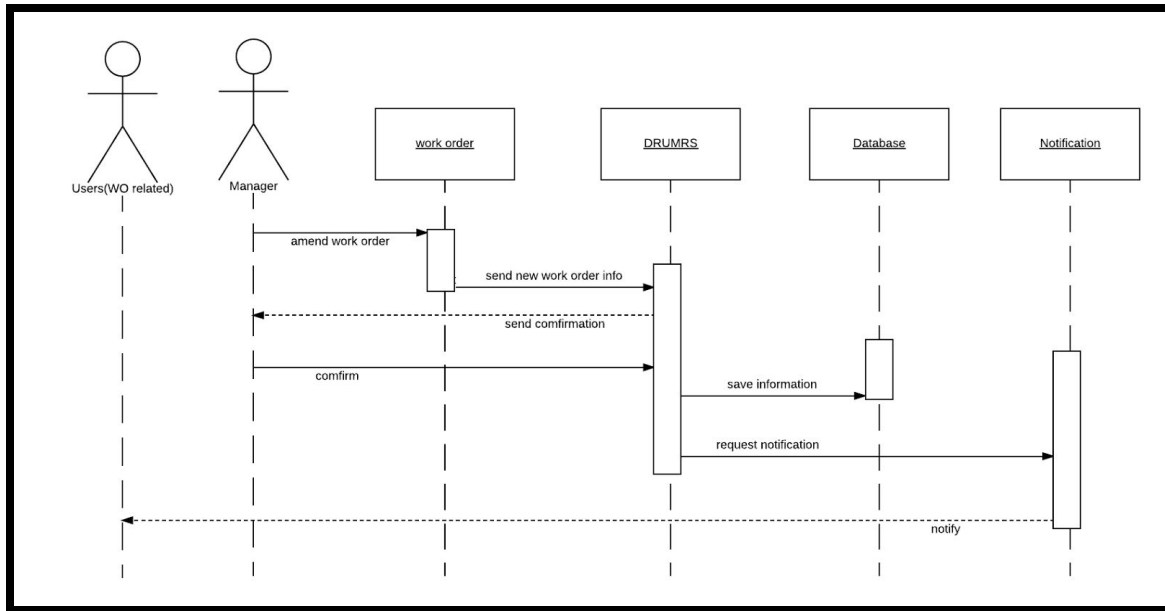 Users(WO related)
Manager
work order
DRUMRS
Database
Notification
amend work order
send new work order info
send comfirmation
comfirm
save information
request notification
notify